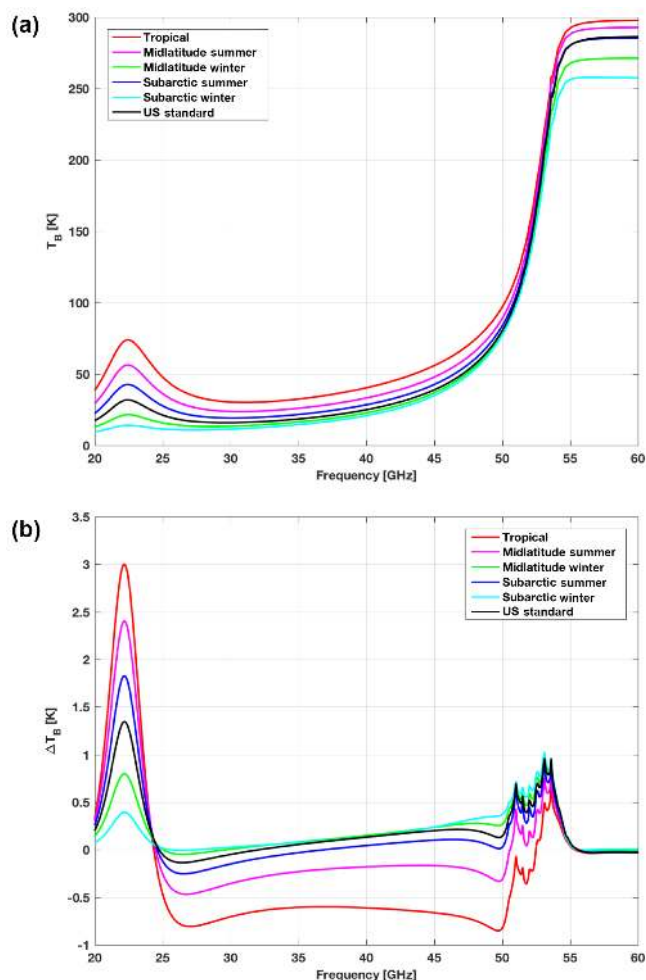 (a)
300
250
200
150
100
50
0
T_B [K]
Tropical
Midlatitude summer
Midlatitude winter
Subarctic summer
Subarctic winter
US standard
20 25 30 35 40 45 50 55 60
Frequency [GHz]
(b)
3.5
3
2.5
2
1.5
1
0.5
0
-0.5
-1
△T_B [K]
Tropical
Midlatitude summer
Midlatitude winter
Subarctic summer
Subarctic winter
US standard
20 25 30 35 40 45 50 55 60
Frequency [GHz]